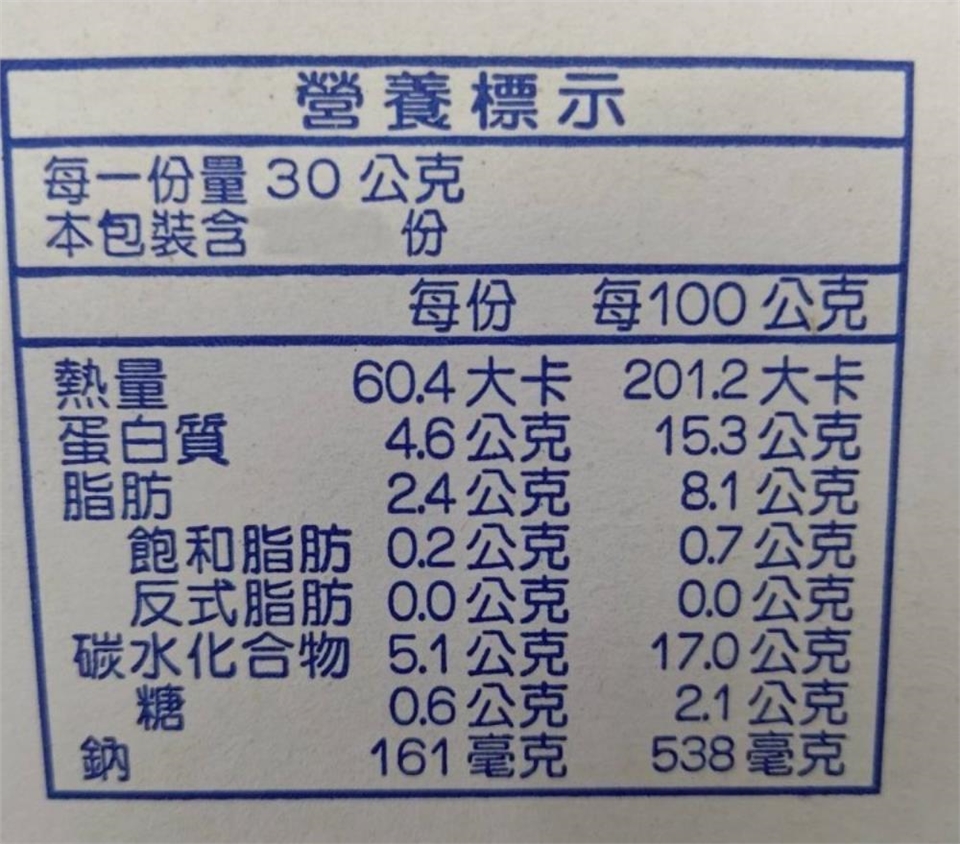 營養標示
每一份量 30 公克
本包裝含 份
每份 每100 公克
熱量 60.4 大卡 201.2 大卡
蛋白質 4.6 公克 15.3 公克
脂肪 2.4 公克 8.1 公克
飽和脂肪 0.2 公克 0.7 公克
反式脂肪 0.0 公克 0.0 公克
碳水化合物 5.1 公克 17.0 公克
糖 0.6 公克 2.1 公克
鈉 161 毫克 538 毫克